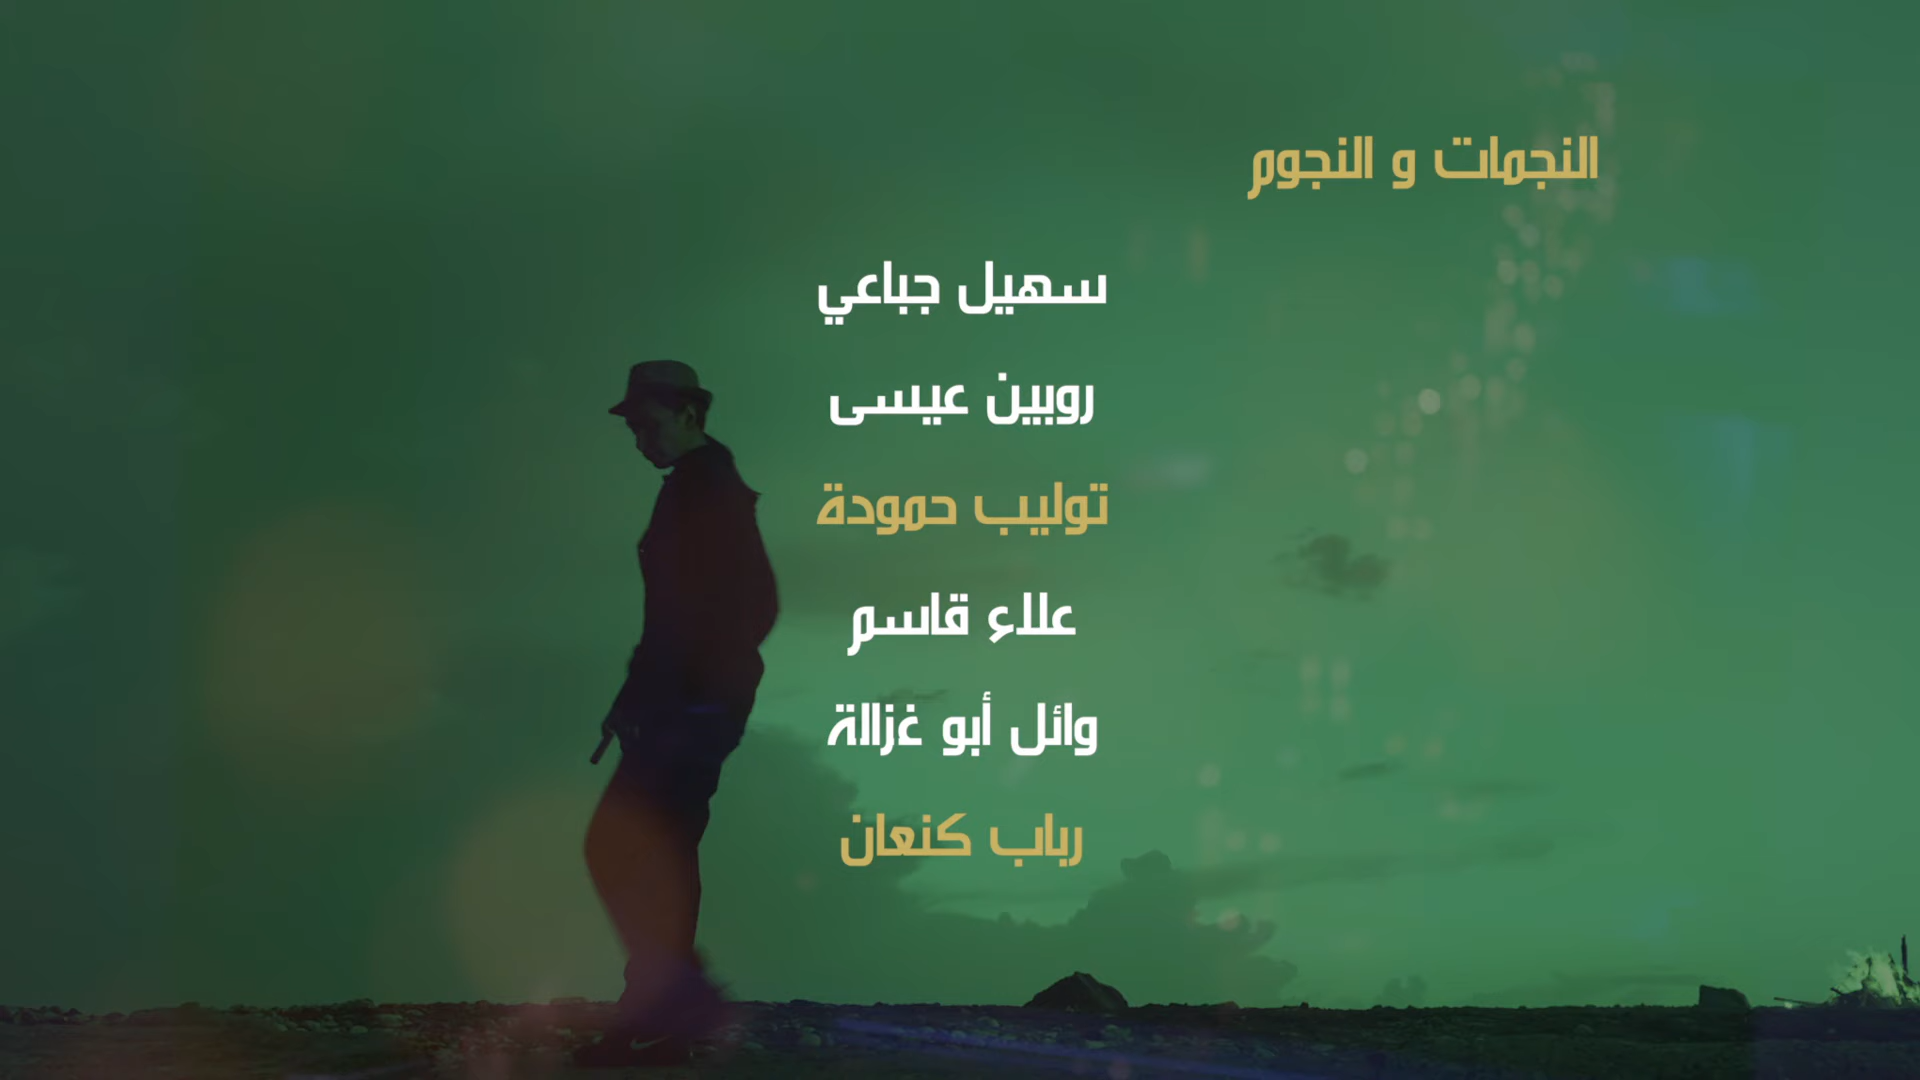 النجمات و النجوم
سهيل جباعي
روبين عيسى
توليب حمودة
علاء قاسم
وائل أبو غزالة
رباب كنعان